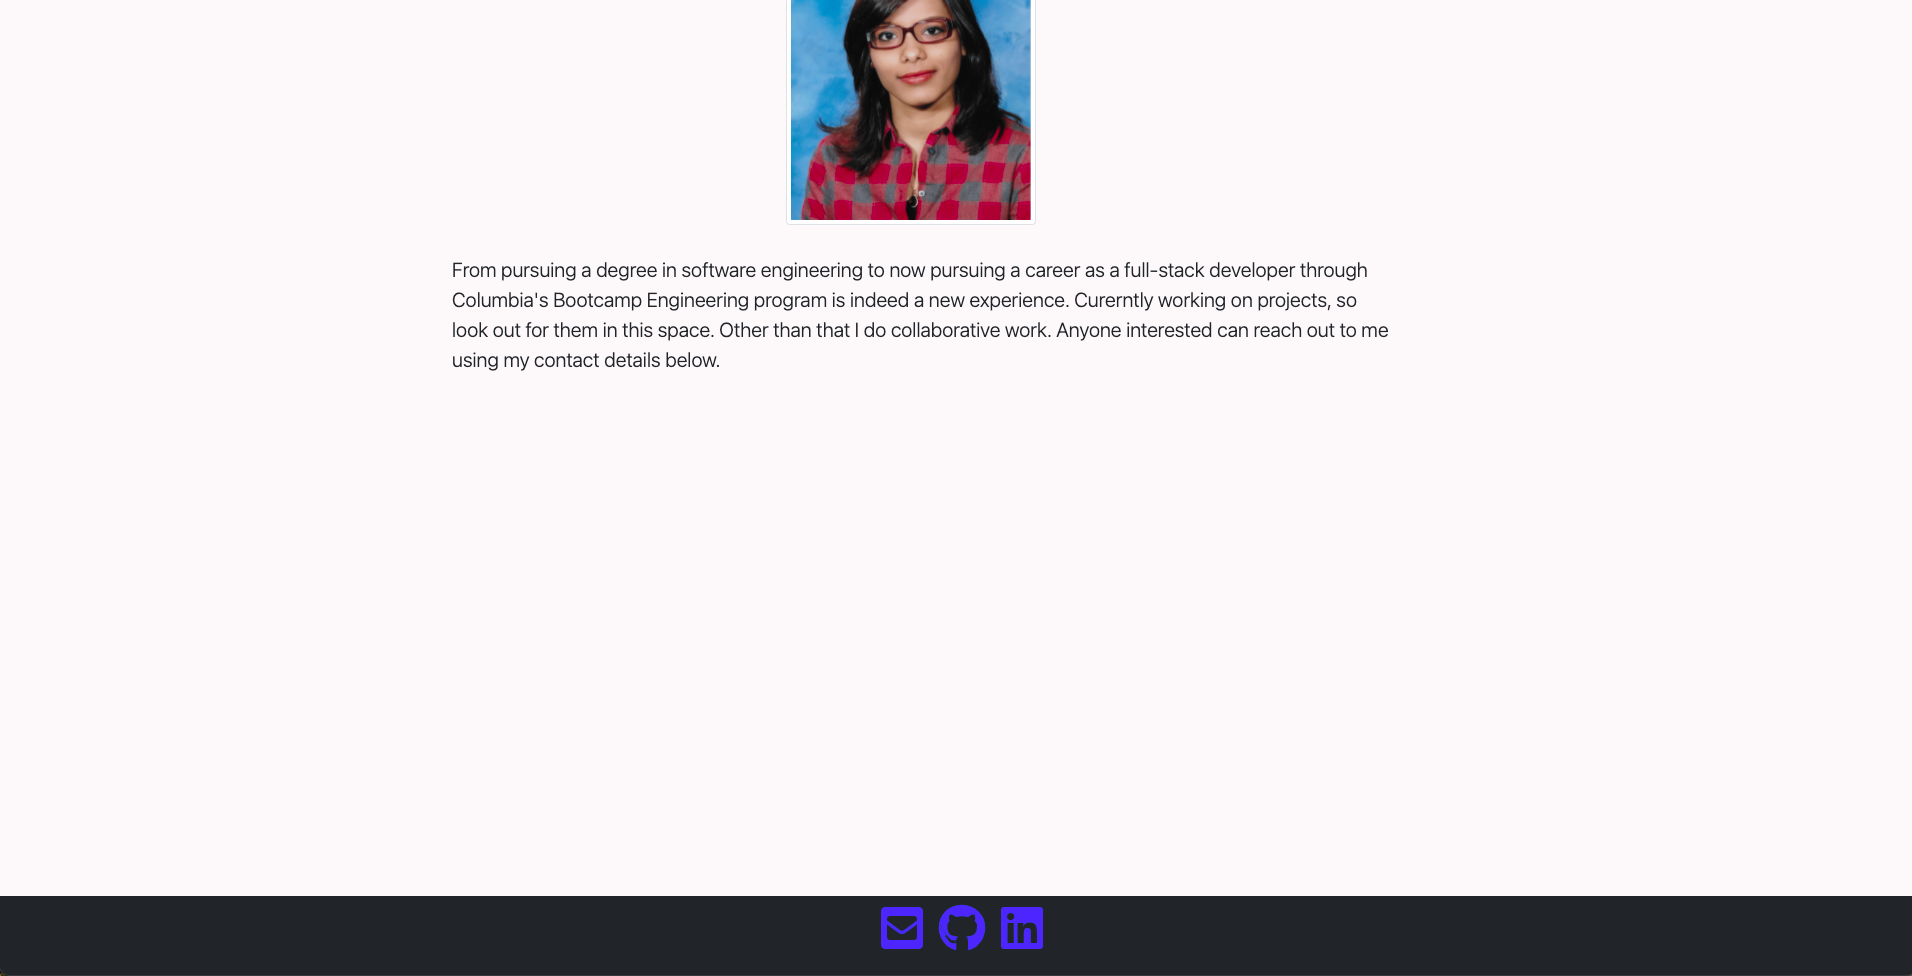 From pursuing a degree in software engineering to now pursuing a career as a full-stack developer through
Columbia's Bootcamp Engineering program is indeed a new experience. Curerntly working on projects, so
look out for them in this space. Other than that I do collaborative work. Anyone interested can reach out to me
using my contact details below.
in